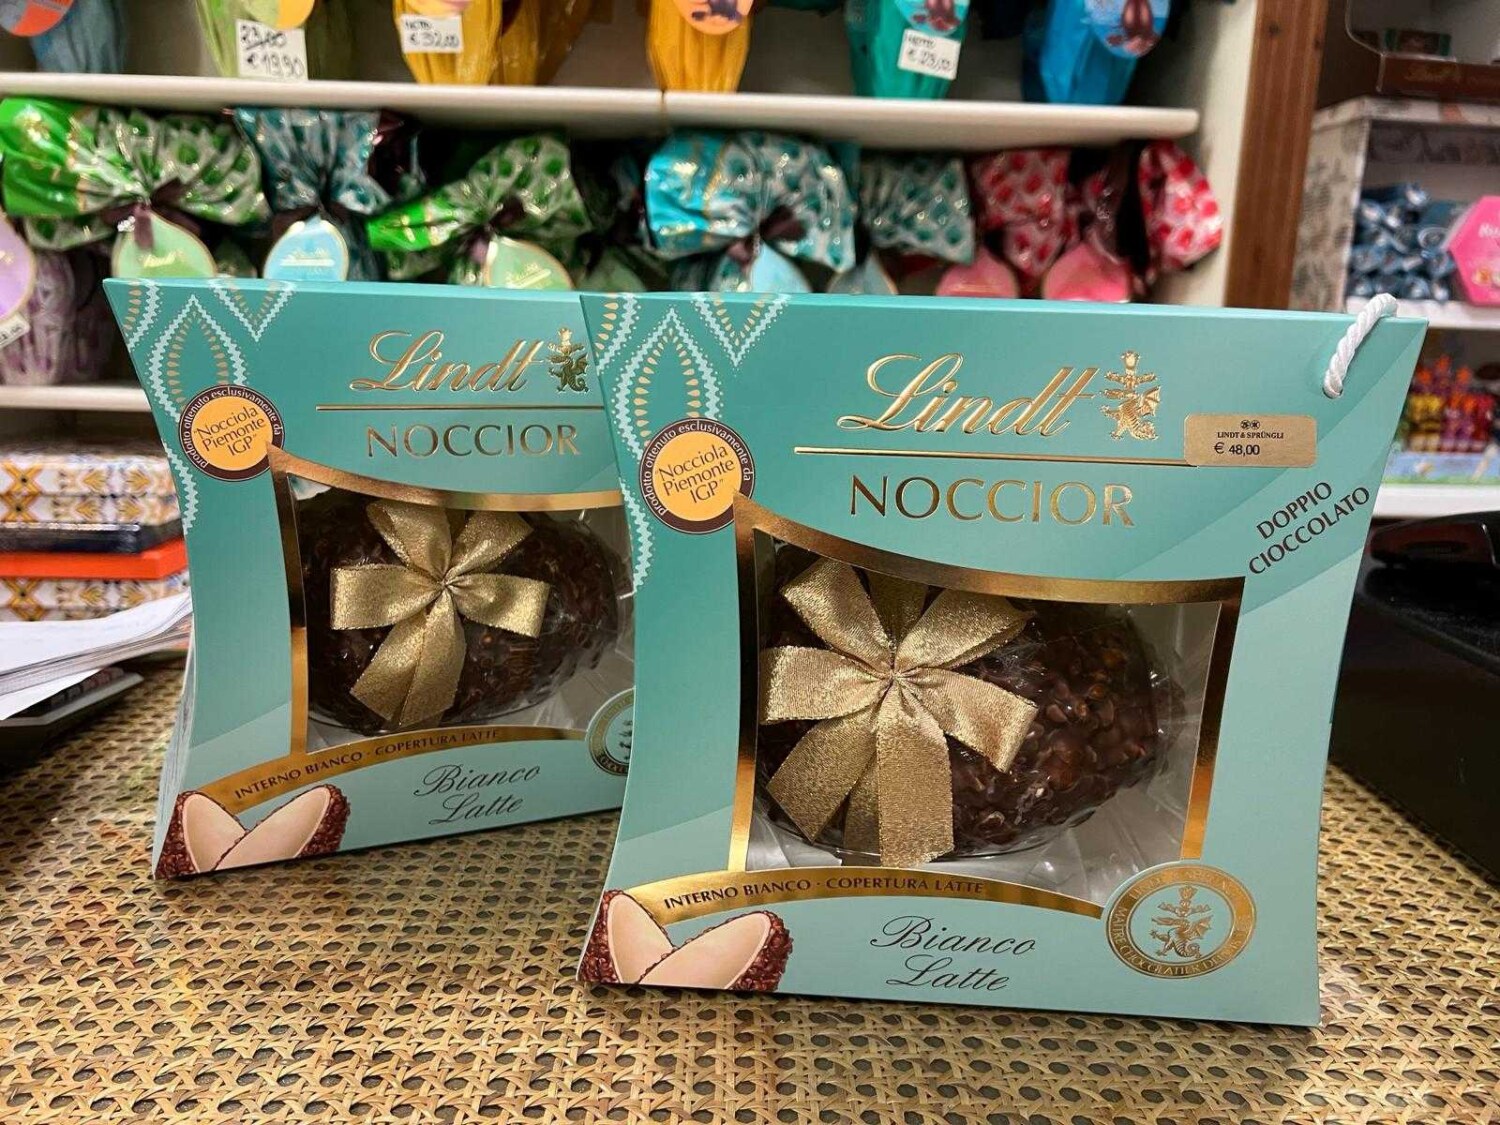 23,00
€ 19,90
€ 32,00
€ 23,00
Lindt
NOCCIOR
prodotto ottenuto esclusivamente da
Nocciola
Piemonte
IGP"
INTERNO BIANCO · COPERTURA LATTE
Bianco
Latte
Lindt
NOCCIOR
prodotto ottenuto esclusivamente da
Nocciola
Piemonte
IGP"
LINDT & SPRÜNGLI
€ 48,00
DOPPIO
CIOCCOLATO
INTERNO BIANCO · COPERTURA LATTE
Bianco
Latte